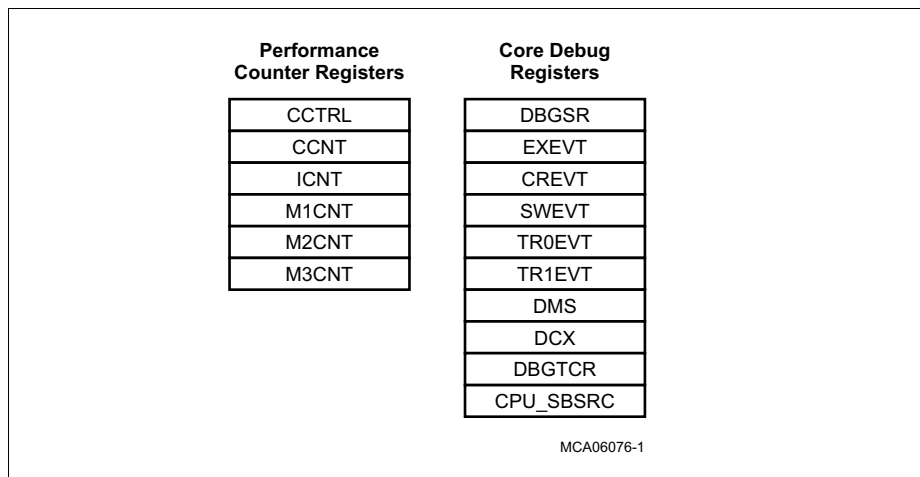 Performance
Counter Registers
CCTRL
CCNT
ICNT
M1CNT
M2CNT
M3CNT
Core Debug
Registers
DBGSR
EXEVT
CREVT
SWEVT
TR0EVT
TR1EVT
DMS
DCX
DBGTCR
CPU_SBSRC
MCA06076-1